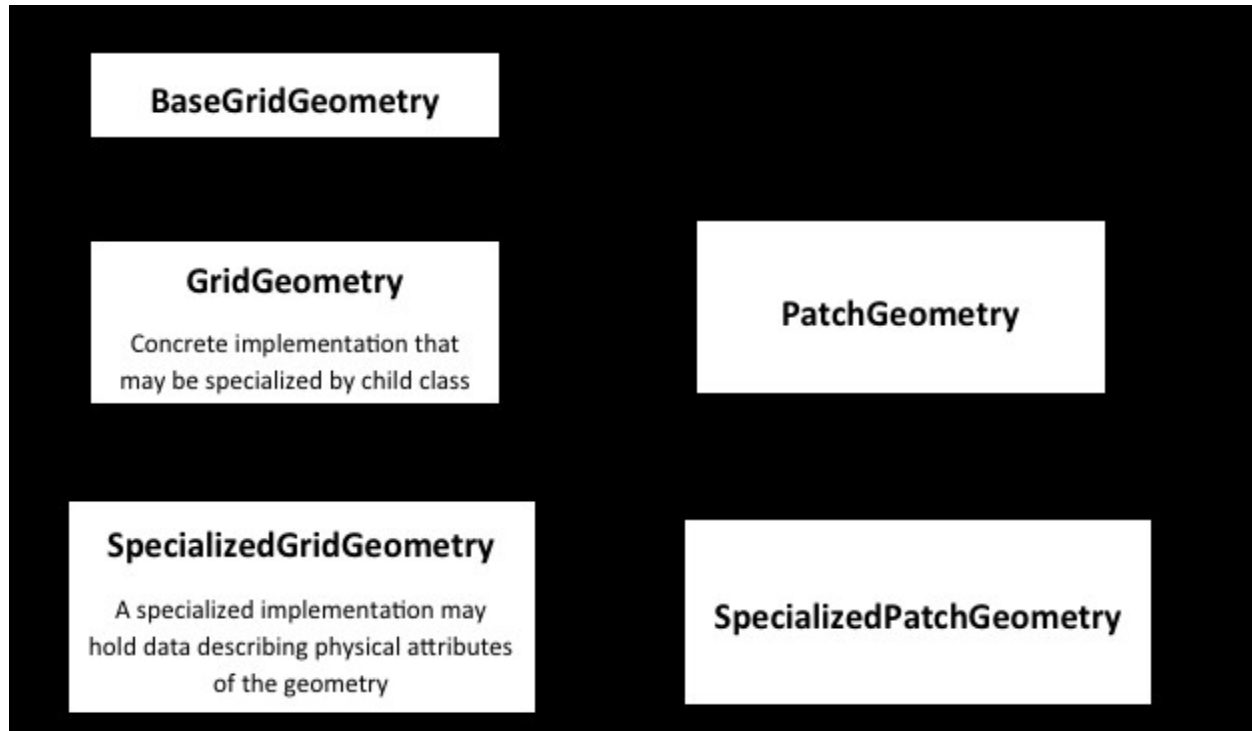 BaseGridGeometry
GridGeometry
Concrete implementation that
may be specialized by child class
PatchGeometry
SpecializedGridGeometry
A specialized implementation may
hold data describing physical attributes
of the geometry
SpecializedPatchGeometry